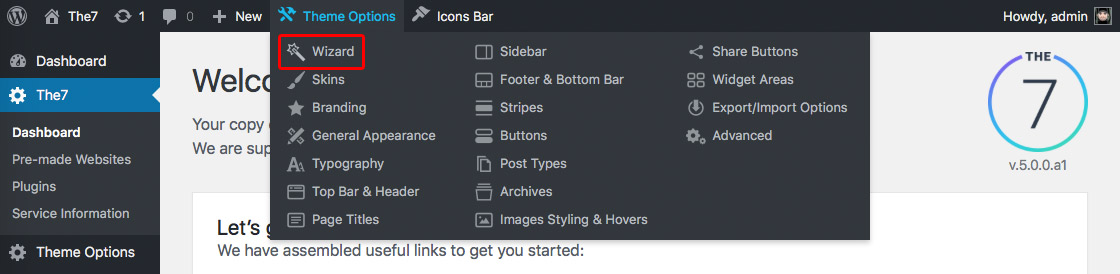 The7 1 0 + New Theme Options Icons Bar Howdy, admin
Dashboard
The7
Dashboard
Pre-made Websites
Plugins
Service Information
Theme Options
Wizard
Skins
Branding
General Appearance
Typography
Top Bar & Header
Page Titles
Sidebar
Footer & Bottom Bar
Stripes
Buttons
Post Types
Archives
Images Styling & Hovers
Share Buttons
Widget Areas
Export/Import Options
Advanced
Your copy
We are sup
Let's g
We have assembled useful links to get you started:
THE
7
v.5.0.0.a1